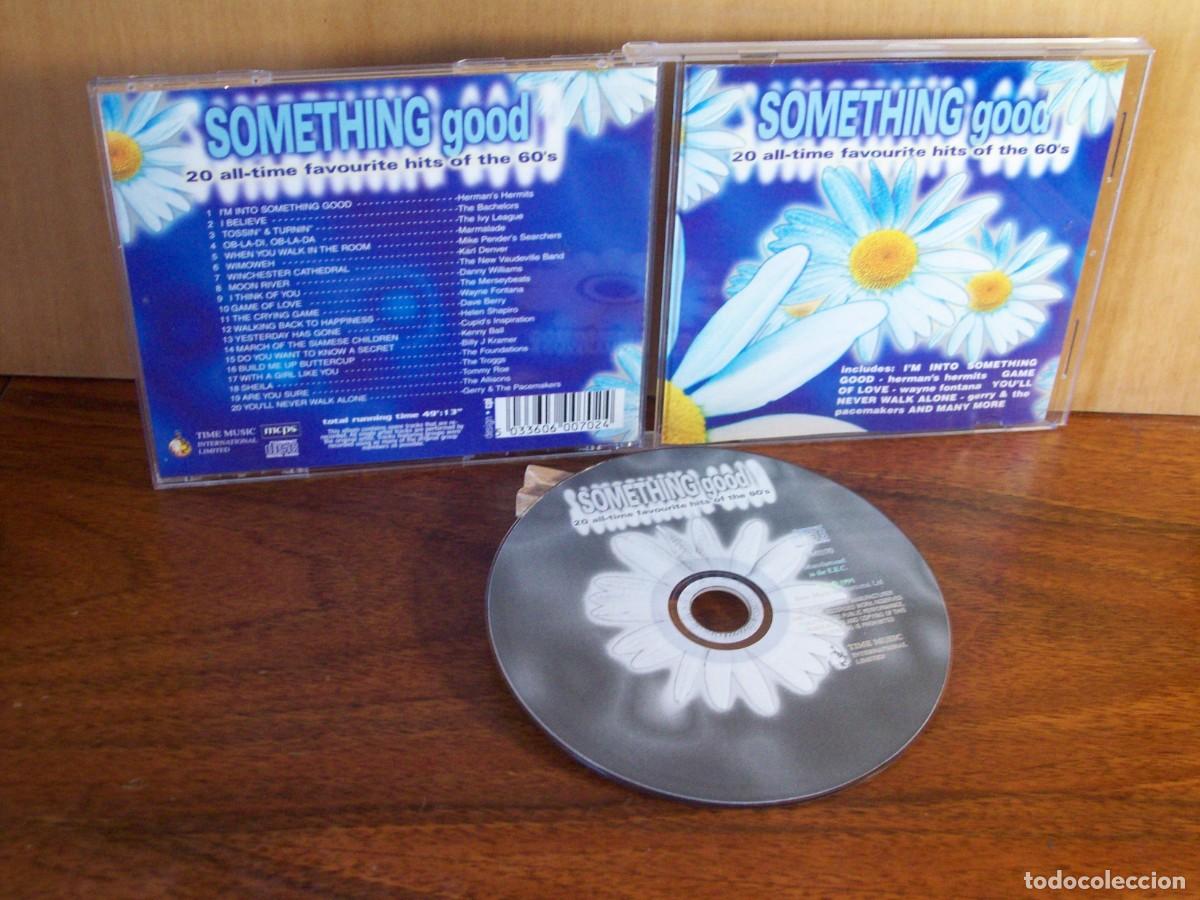 SOMETHING good
20 all-time favourite hits of the 60's
1 I'M INTO SOMETHING GOOD Herman's Hermits
2 I BELIEVE The Bachelors
3 TOSSIN' & TURNIN' The Ivy League
4 OB-LA-DI, OB-LA-DA Marmalade
5 WHEN YOU WALK IN THE ROOM Mike Pender's Searchers
6 WIMOWEH Karl Denver
7 WINCHESTER CATHEDRAL The New Vaudeville Band
8 MOON RIVER Danny Williams
9 I THINK OF YOU The Merseybeats
10 GAME OF LOVE Wayne Fontana
11 THE CRYING GAME Dave Berry
12 WALKING BACK TO HAPPINESS Helen Shapiro
13 YESTERDAY HAS GONE Cupid's Inspiration
14 MARCH OF THE SIAMESE CHILDREN Kenny Ball
15 DO YOU WANT TO KNOW A SECRET Billy J Kramer
16 BUILD ME UP BUTTERCUP The Foundations
17 WITH A GIRL LIKE YOU The Troggs
18 SHEILA Tommy Roe
19 ARE YOU SURE The Allisons
20 YOU'LL NEVER WALK ALONE Gerry & The Pacemakers
total running time 49':13"
TIME MUSIC
INTERNATIONAL
LIMITED
mcps
design
5 033606 007024
SOMETHING good
20 all-time favourite hits of the 60's
includes: I'M INTO SOMETHING
GOOD - herman's hermits GAME
OF LOVE - wayne fontana YOU'LL
NEVER WALK ALONE - gerry & the
pacemakers AND MANY MORE
SOMETHING good
20 all-time favourite hits of the 60's
in the E.E.C.
TIME MUSIC
INTERNATIONAL
LIMITED
todocoleccion